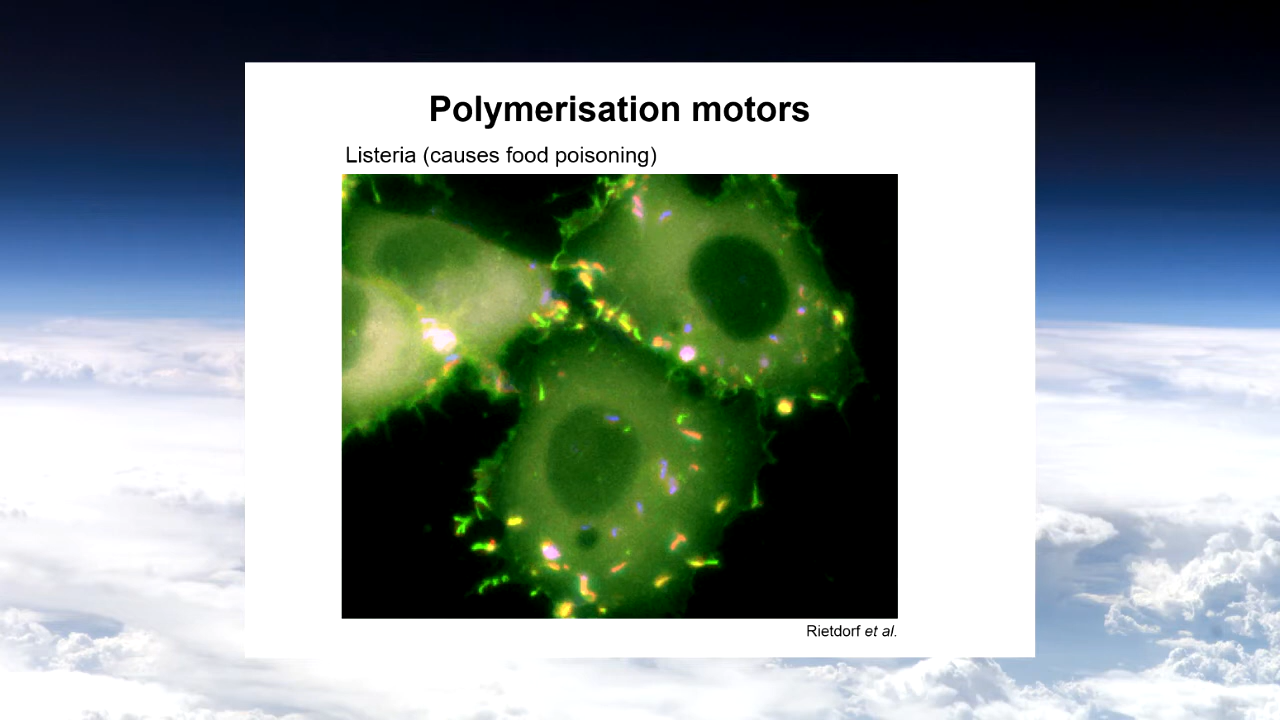 Polymerisation motors
Listeria (causes food poisoning)
Rietdorf et al.